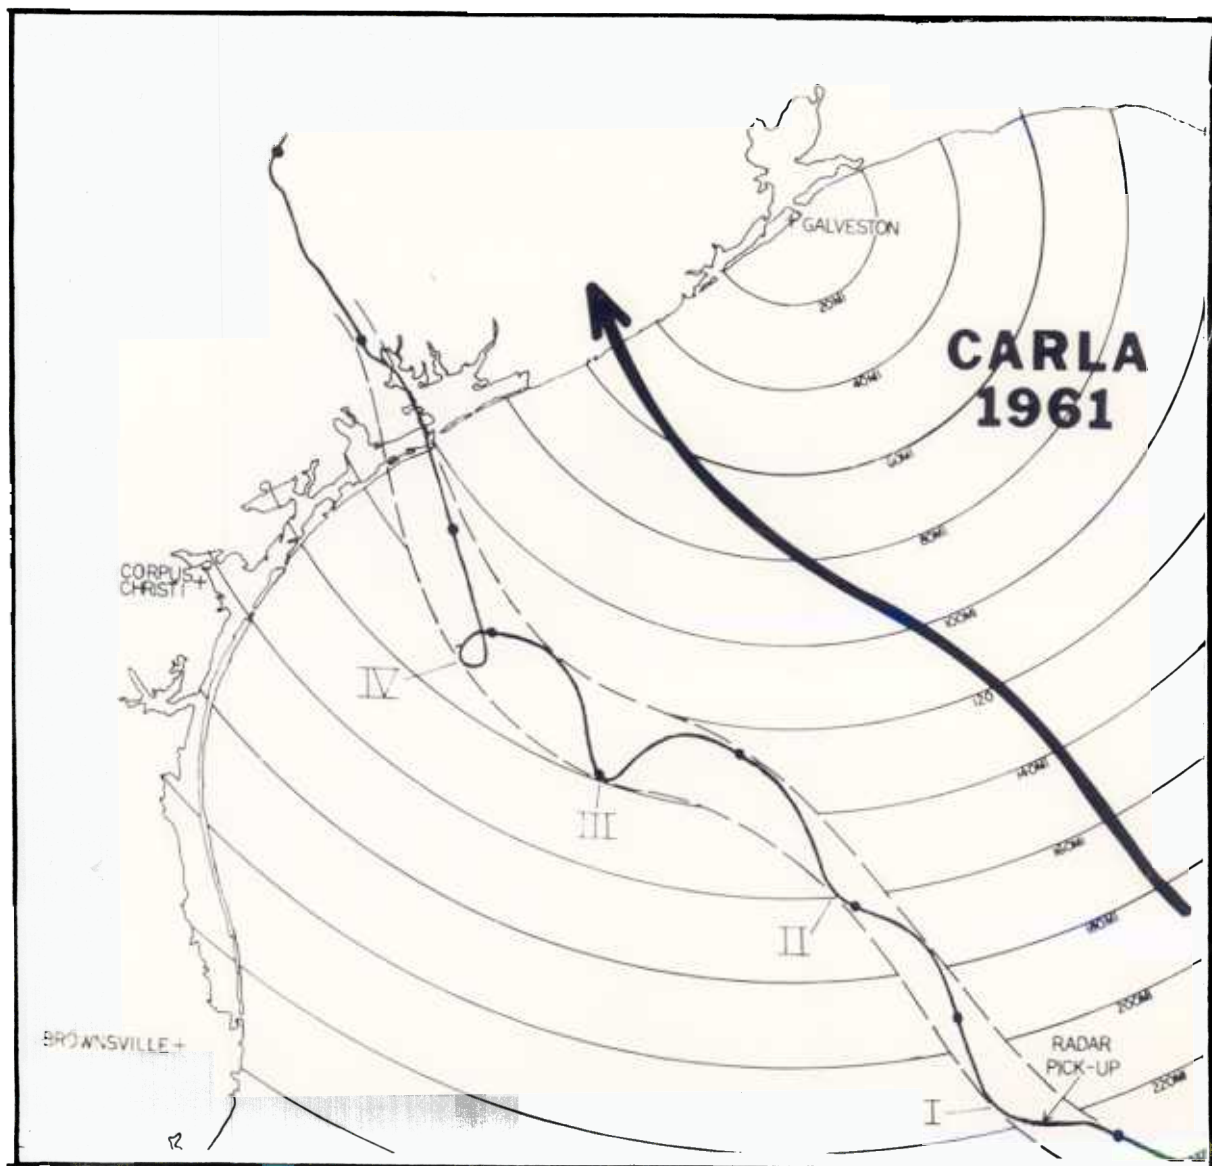 GALVESTON
20MI
CARLA
1961
40MI
60MI
80MI
CORPUS
CHRISTI
100MI
IV
120
140MI
III
160MI
180MI
II
200MI
BROWNSVILLE
RADAR
PICK-UP
220MI
I